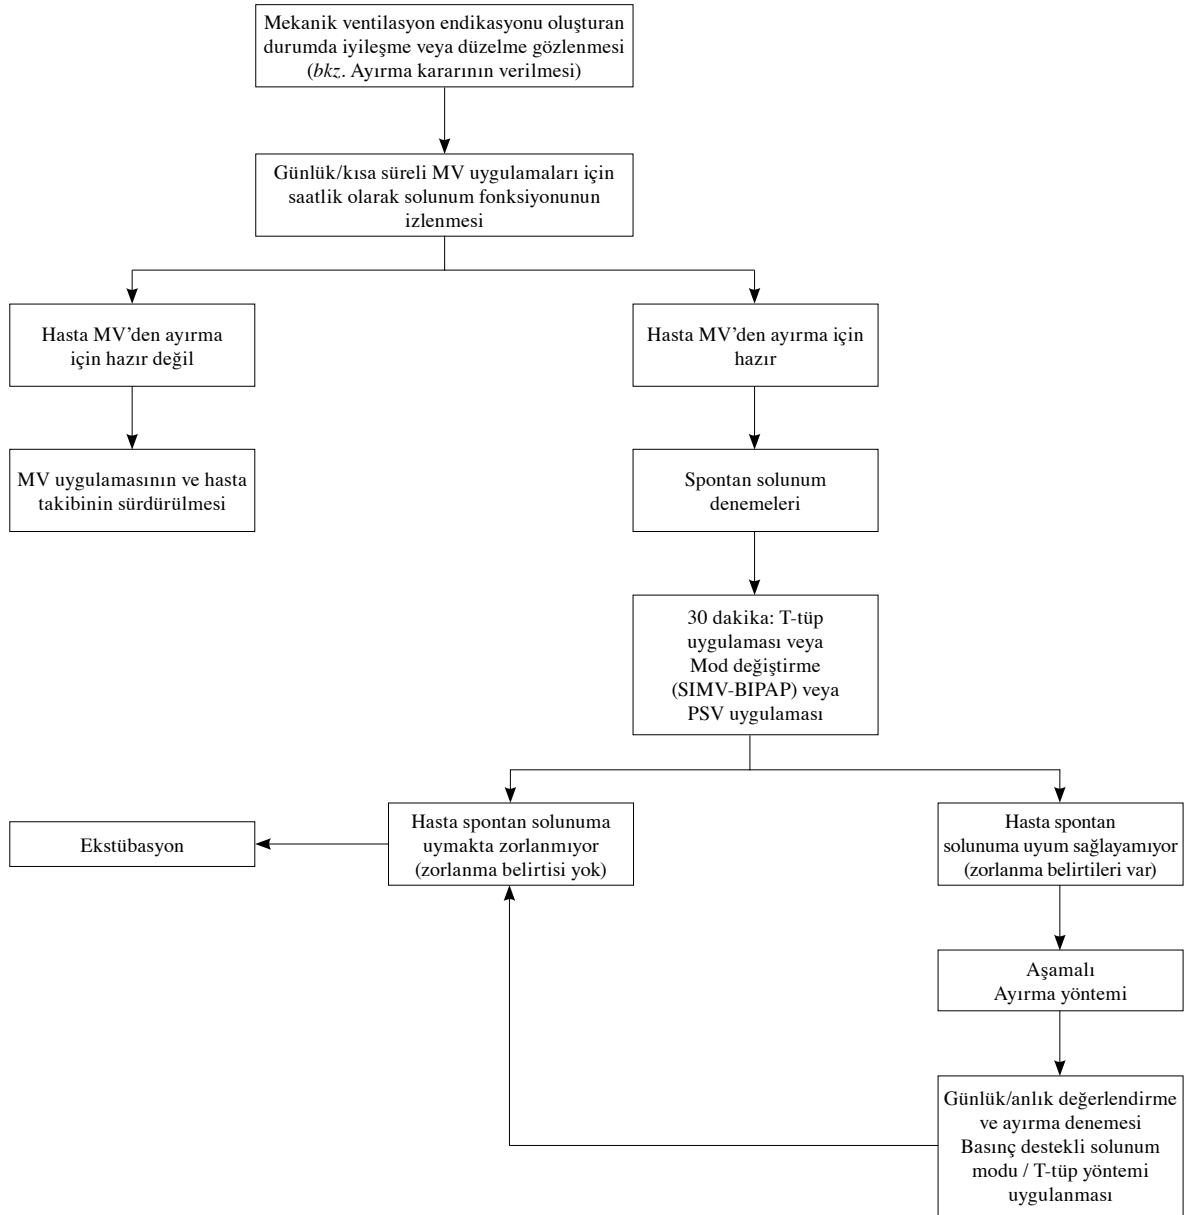 Mekanik ventilasyon endikasyonu oluşturan
durumda iyileşme veya düzelme gözlenmesi
(bkz. Ayırma kararının verilmesi)
Günlük/kısa süreli MV uygulamaları için
saatlik olarak solunum fonksiyonunun
izlenmesi
Hasta MV’den ayırma
için hazır değil
Hasta MV’den ayırma için
hazır
MV uygulamasının ve hasta
takibinin sürdürülmesi
Spontan solunum
denemeleri
30 dakika: T-tüp
uygulaması veya
Mod değiştirme
(SIMV-BIPAP) veya
PSV uygulaması
Ekstübasyon
Hasta spontan solunuma
uymakta zorlanmıyor
(zorlanma belirtisi yok)
Hasta spontan
solunuma uyum sağlayamıyor
(zorlanma belirtileri var)
Aşamalı
Ayırma yöntemi
Günlük/anlık değerlendirme
ve ayırma denemesi
Basınç destekli solunum
modu / T-tüp yöntemi
uygulanması